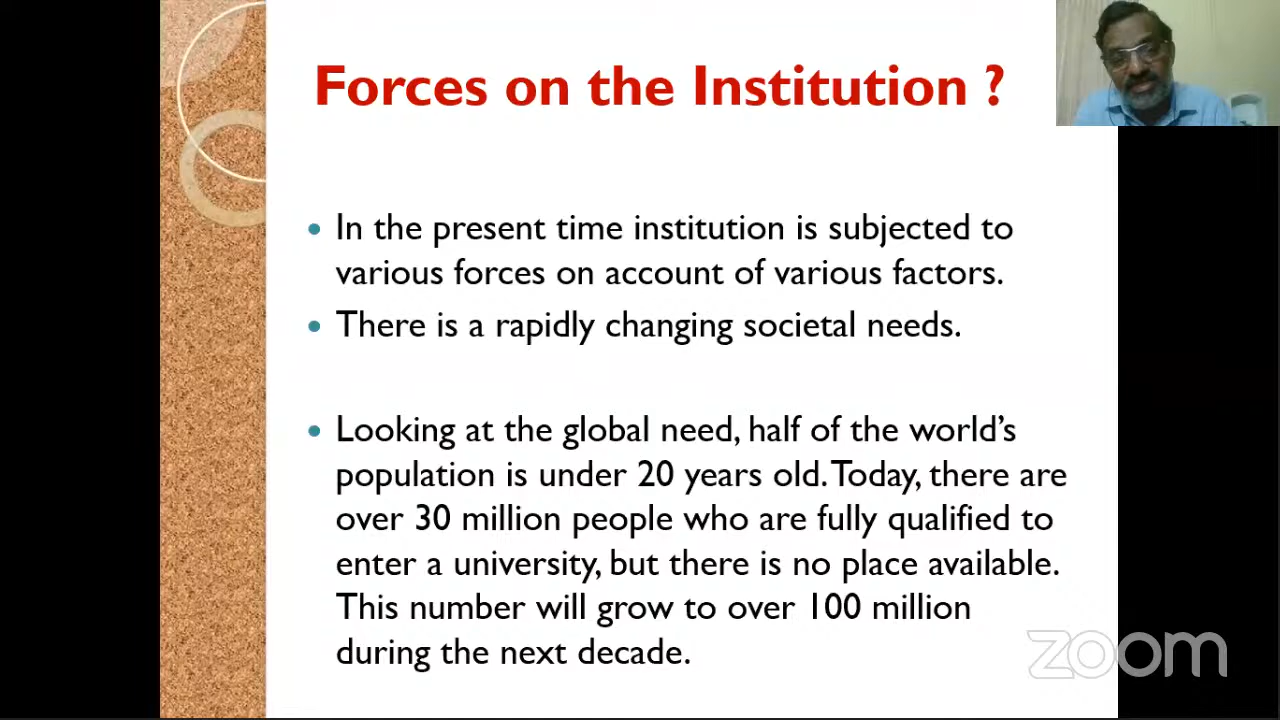 Forces on the Institution ?
In the present time institution is subjected to
various forces on account of various factors.
There is a rapidly changing societal needs.
Looking at the global need, half of the world's
population is under 20 years old. Today, there are
over 30 million people who are fully qualified to
enter a university, but there is no place available.
This number will grow to over 100 million
during the next decade.
zoom